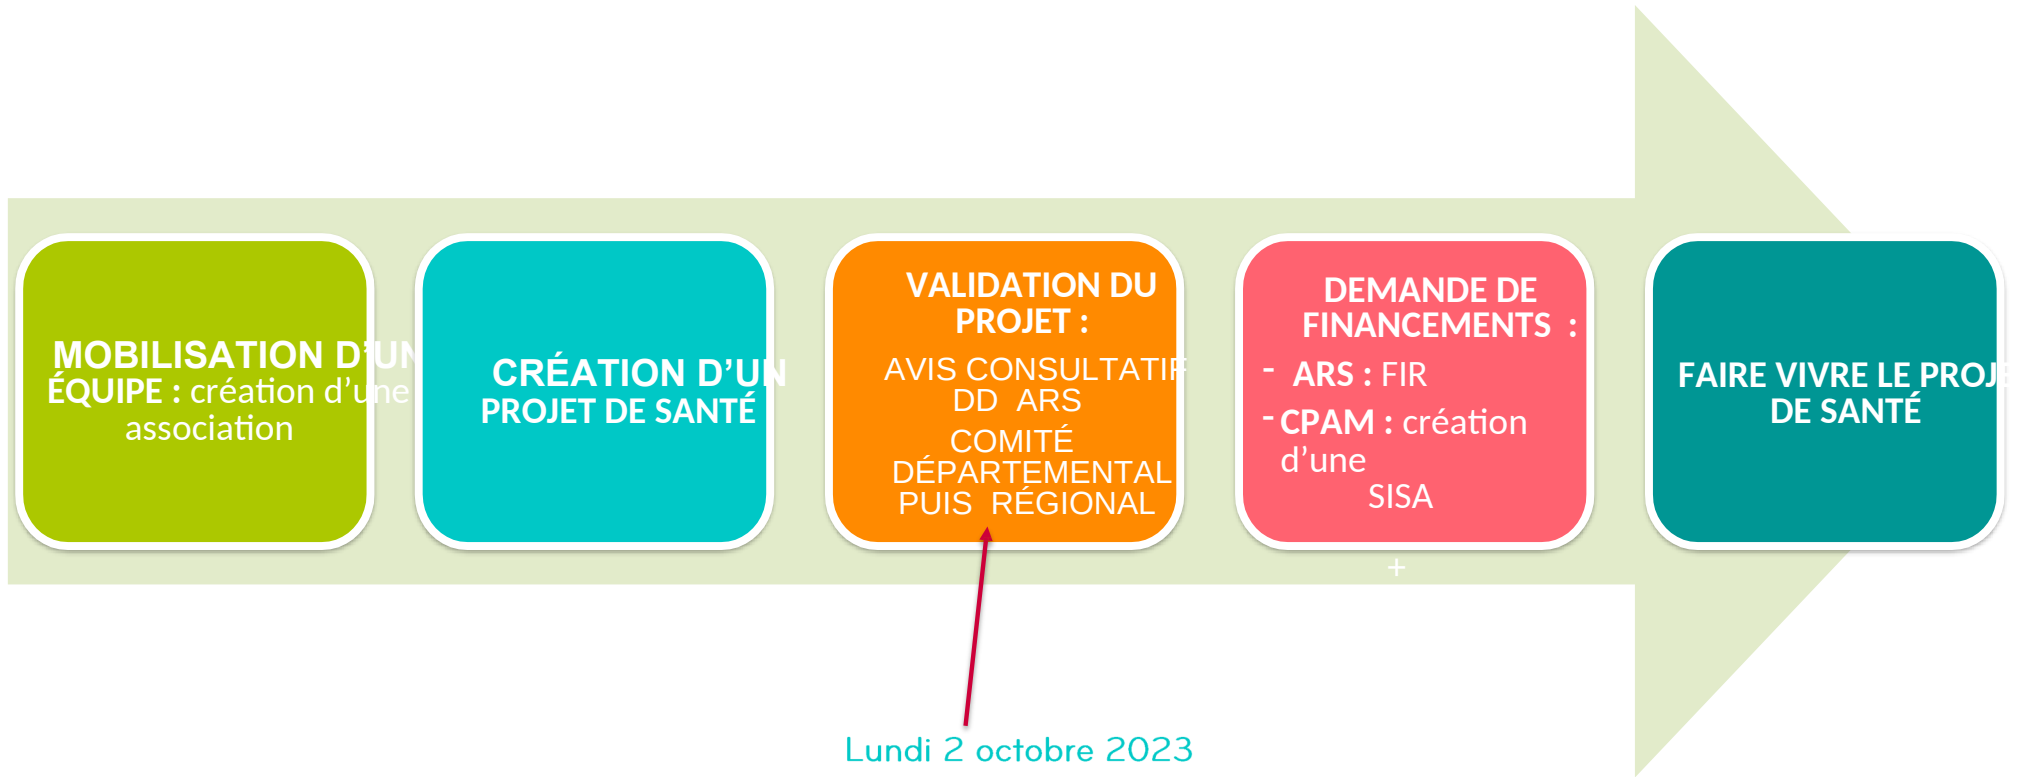 MOBILISATION D’UN
ÉQUIPE : création d’une
association
CRÉATION D’UN
PROJET DE SANTÉ
VALIDATION DU
PROJET :
AVIS CONSULTATIF
DD ARS
COMITÉ
DÉPARTEMENTAL
PUIS RÉGIONAL
DEMANDE DE
FINANCEMENTS :
- ARS : FIR
- CPAM : création
d’une
SISA
+
FAIRE VIVRE LE PROJE
DE SANTÉ
Lundi 2 octobre 2023